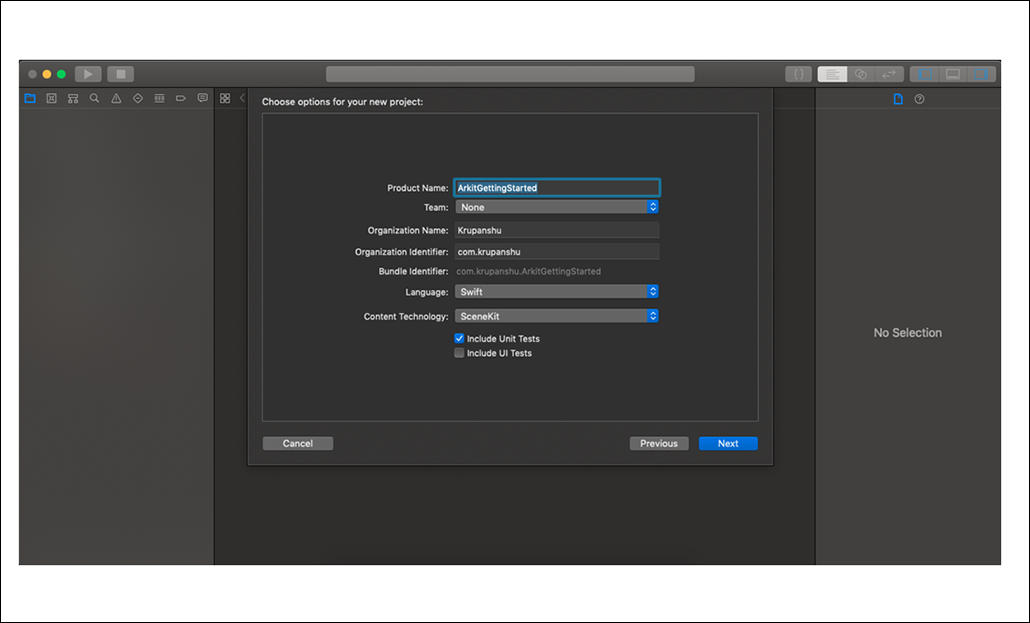 Choose options for your new project:
Product Name: ArkitGettingStarted
Team: None
Organization Name: Krupanshu
Organization Identifier: com.krupanshu
Bundle Identifier: com.krupanshu.ArkitGettingStarted
Language: Swift
Content Technology: SceneKit
Include Unit Tests
Include UI Tests
No Selection
Cancel Previous Next